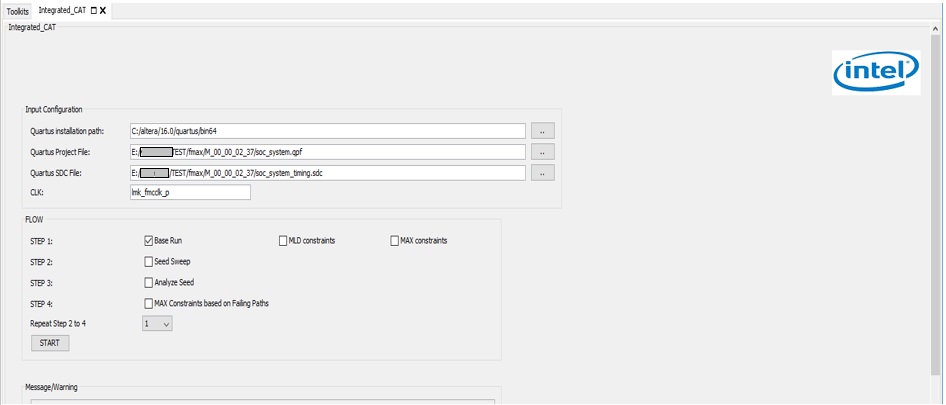 Toolkits Integrated_CAT
Integrated_CAT
intel
Input Configuration
Quartus installation path: C:/altera/16.0/quartus/bin64 ..
Quartus Project File: E:/ /TEST/fmax/M_00_00_02_37/soc_system.qpf ..
Quartus SDC File: E:/ /TEST/fmax/M_00_00_02_37/soc_system_timing.sdc ..
CLK: lmk_fmcclk_p
FLOW
STEP 1: Base Run MLD constraints MAX constraints
STEP 2: Seed Sweep
STEP 3: Analyze Seed
STEP 4: MAX Constraints based on Failing Paths
Repeat Step 2 to 4 1
START
Message/Warning